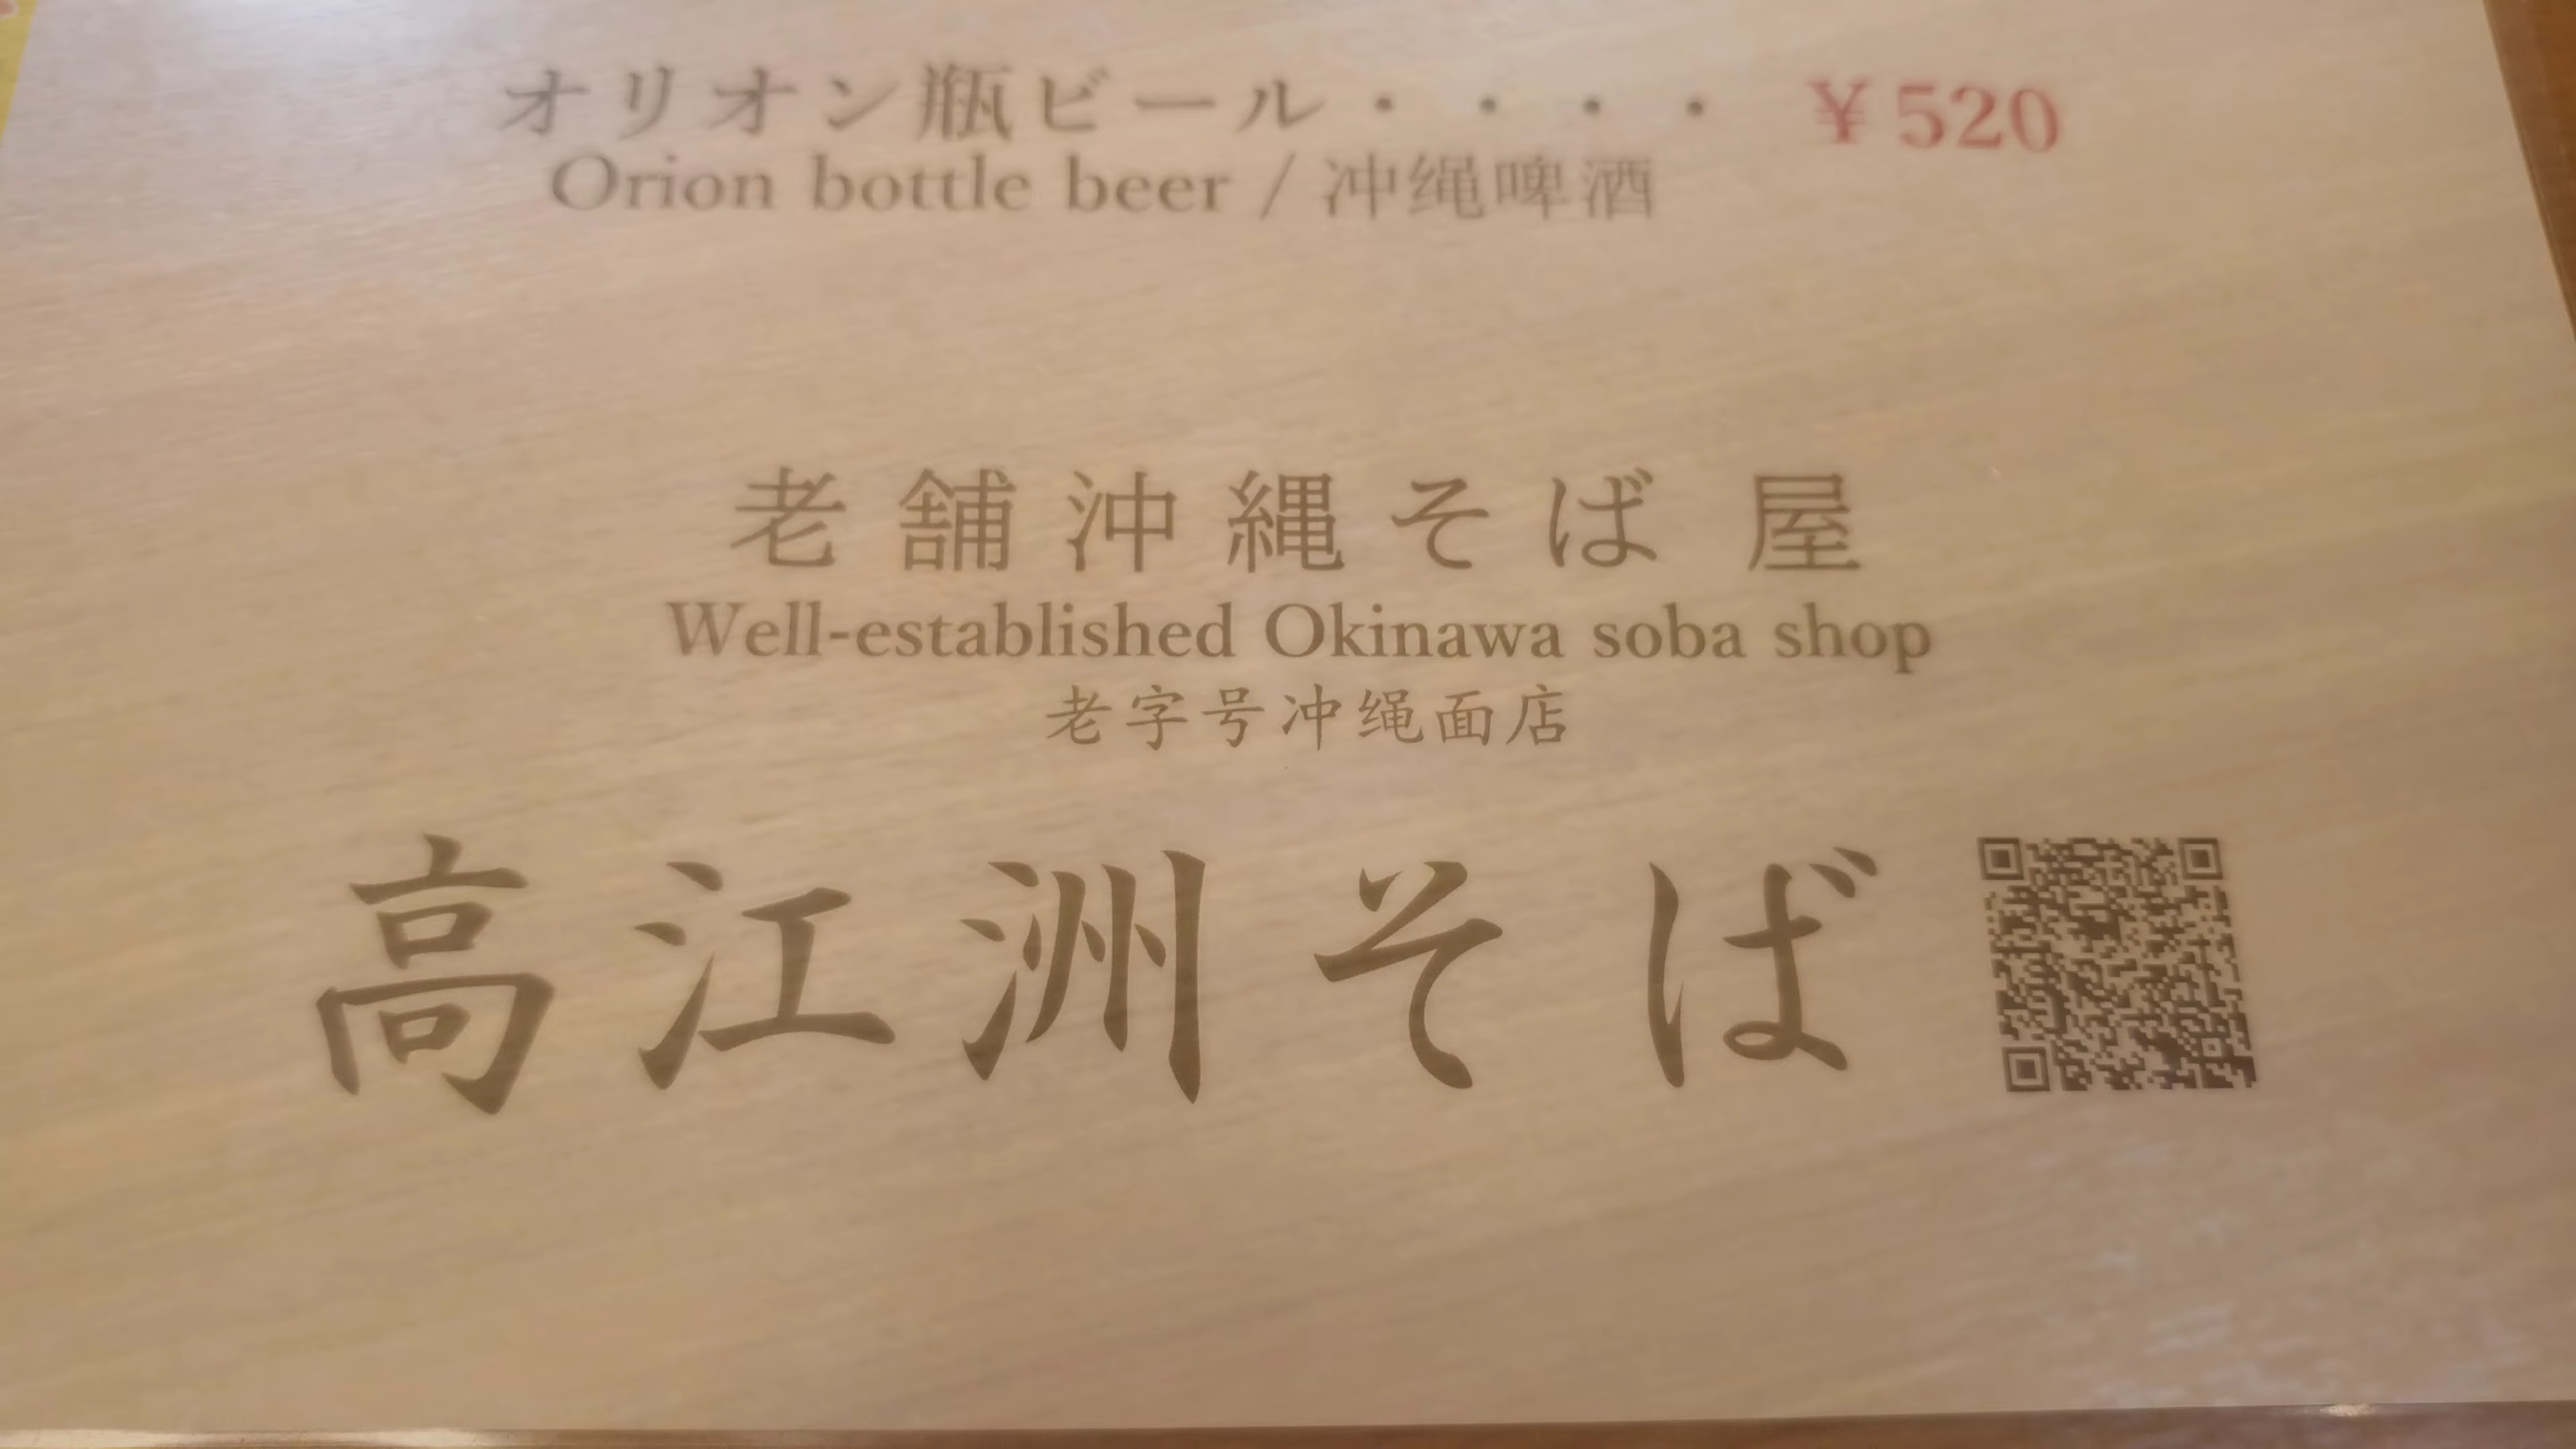 オリオン瓶ビール・・・・ ¥520
Orion bottle beer / 冲绳啤酒
老舗沖縄そば屋
Well-established Okinawa soba shop
老字号冲绳面店
高江洲そば